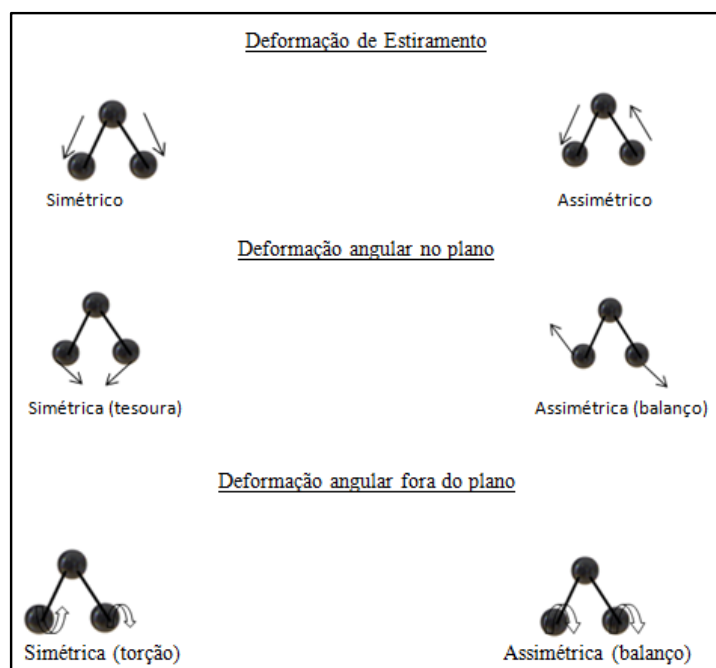 Deformação de Estiramento
Simétrico
Assimétrico
Deformação angular no plano
Simétrica (tesoura)
Assimétrica (balanço)
Deformação angular fora do plano
Simétrica (torção)
Assimétrica (balanço)